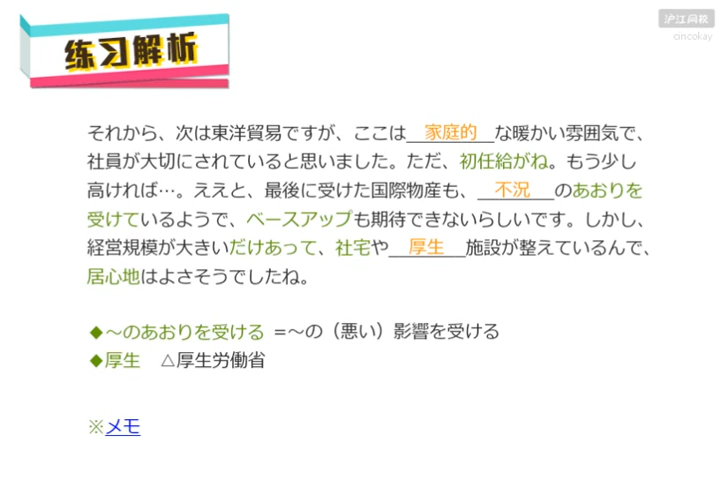 练习解析
沪江网校
cincokay
それから、次は東洋貿易ですが、ここは家庭的な暖かい雰囲気で、
社員が大切にされていると思いました。ただ、初任給がね。もう少し
高ければ…。ええと、最後に受けた国際物産も、不況のあおりを
受けているようで、ベースアップも期待できないらしいです。しかし、
経営規模が大きいだけあって、社宅や厚生施設が整えているんで、
居心地はよさそうでしたね。
◆～のあおりを受ける =～の（悪い）影響を受ける
◆厚生 △厚生労働省
※メモ